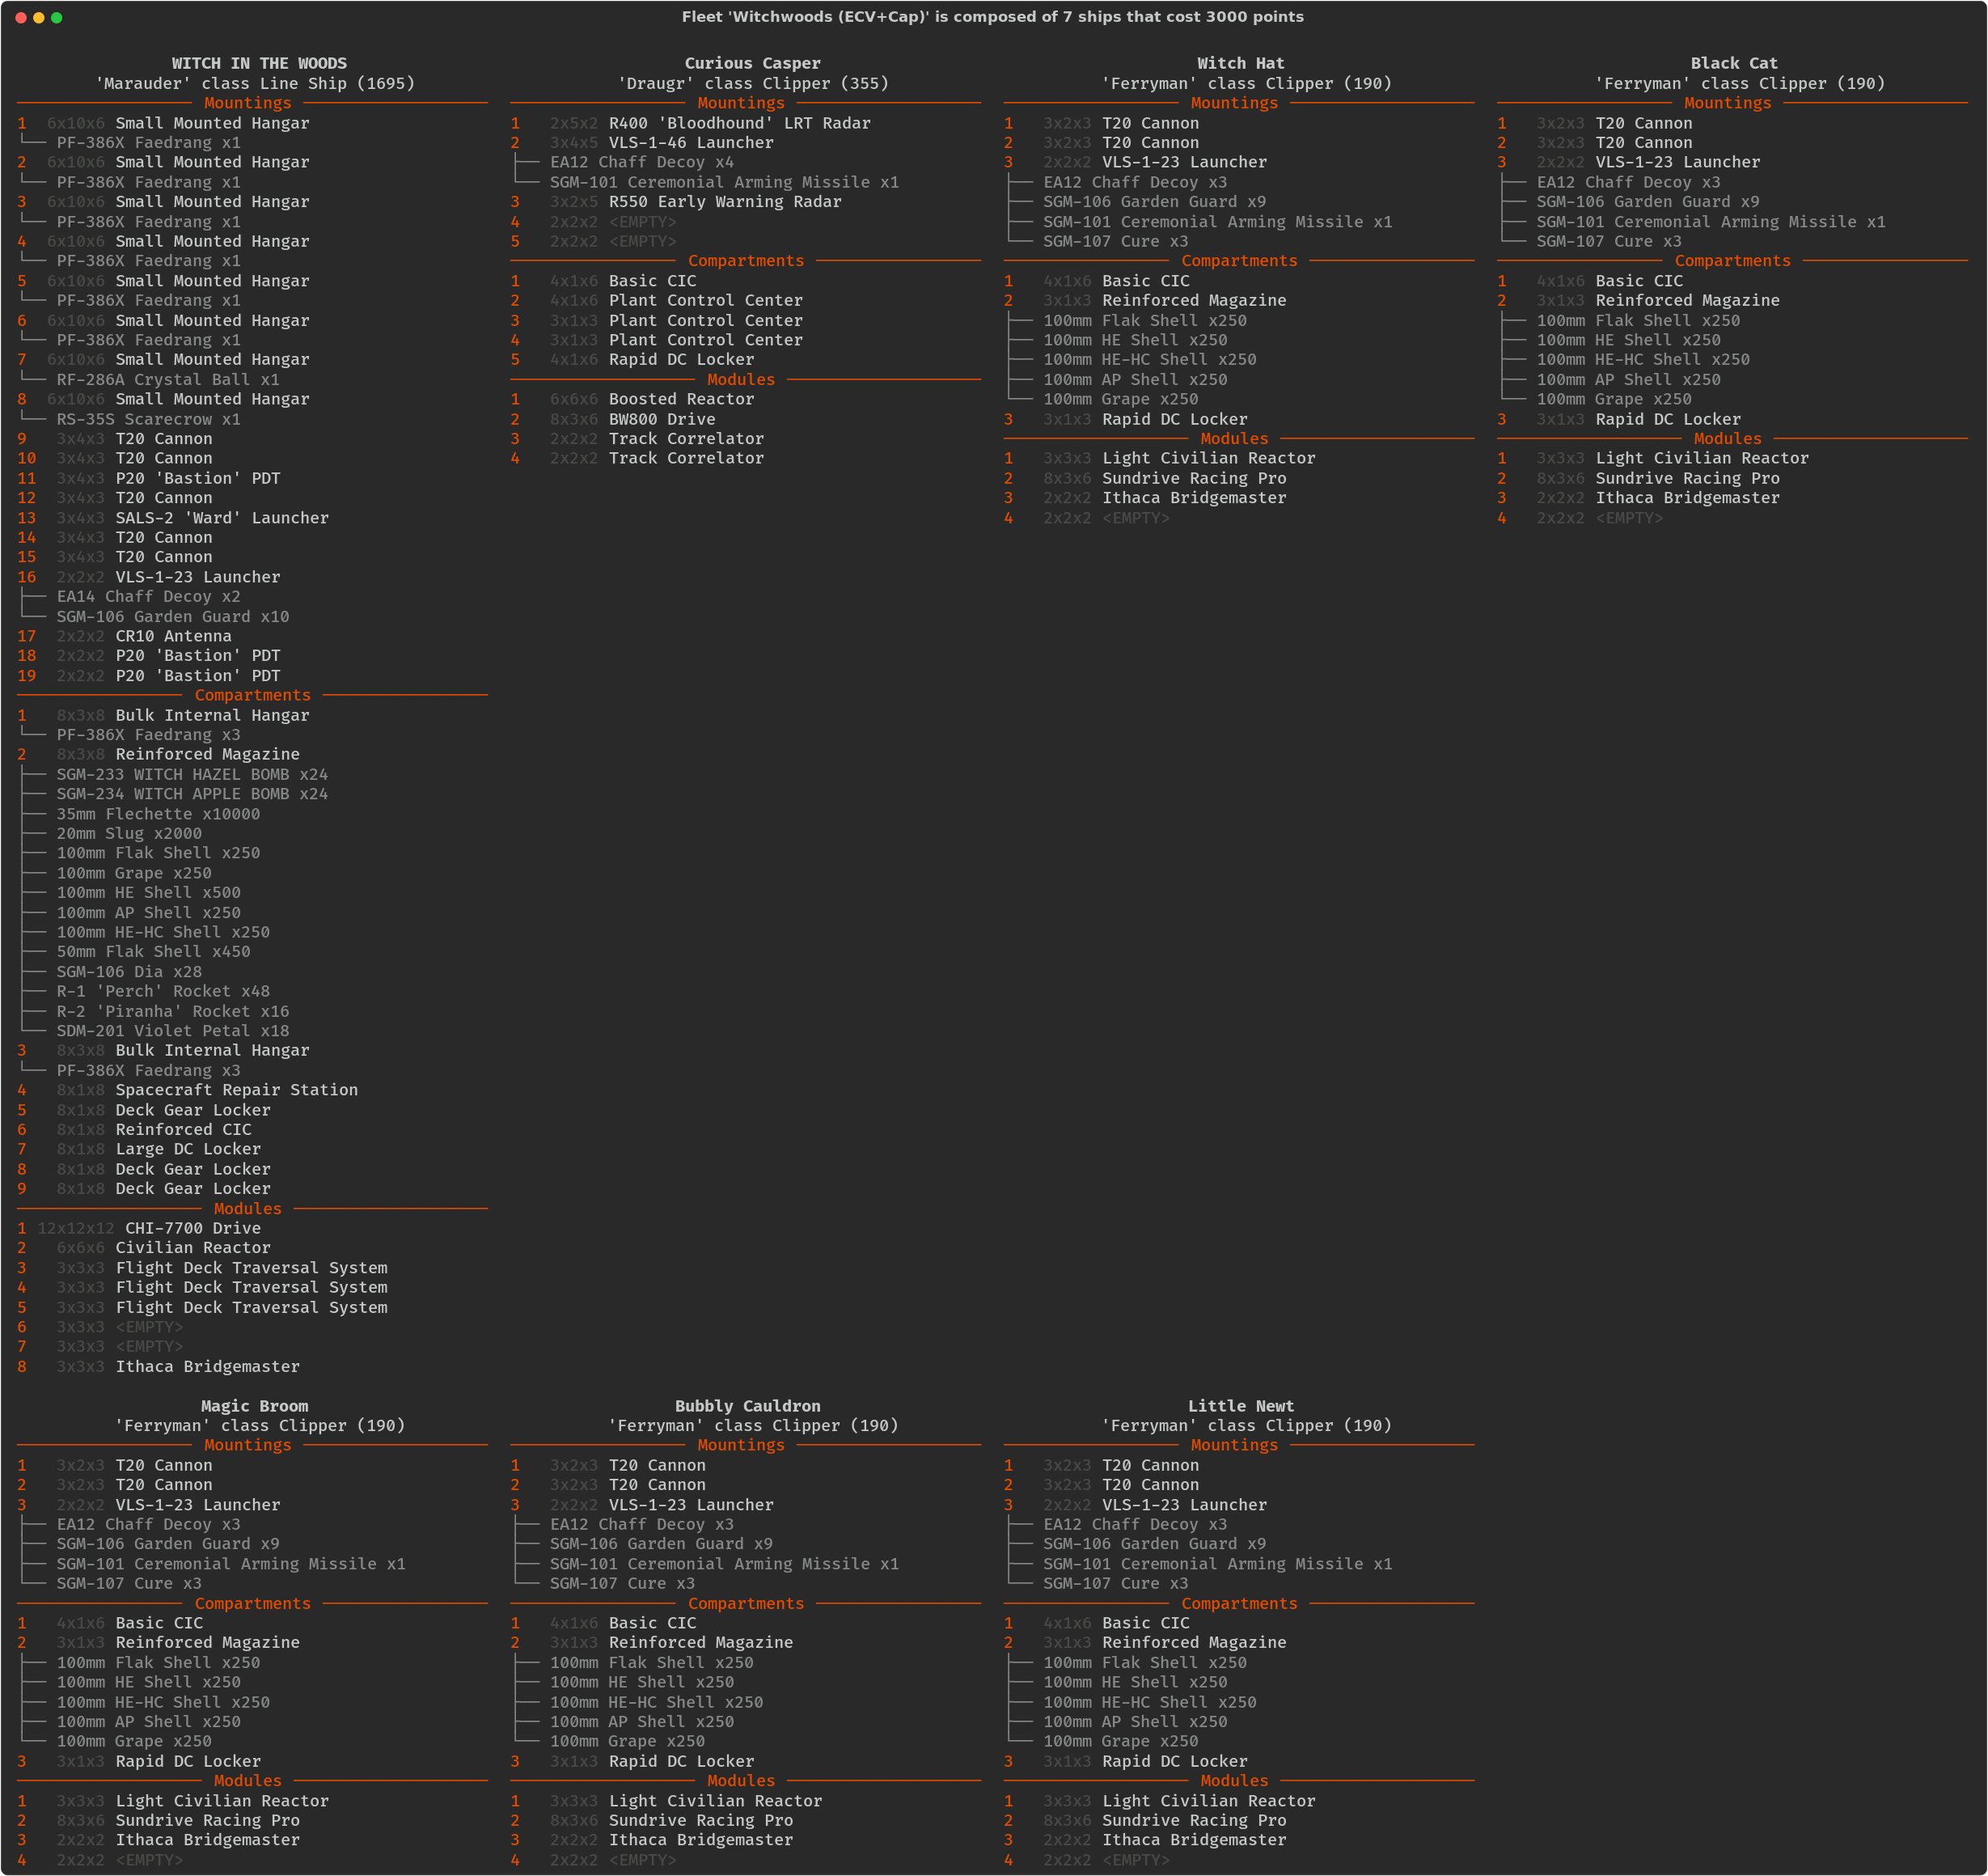 Fleet 'Witchwoods (ECV+Cap)' is composed of 7 ships that cost 3000 points
WITCH IN THE WOODS
'Marauder' class Line Ship (1695)
Mountings
1 6x10x6 Small Mounted Hangar
PF-386X Faedrang x1
2 6x10x6 Small Mounted Hangar
PF-386X Faedrang x1
3 6x10x6 Small Mounted Hangar
PF-386X Faedrang x1
4 6x10x6 Small Mounted Hangar
PF-386X Faedrang x1
5 6x10x6 Small Mounted Hangar
PF-386X Faedrang x1
6 6x10x6 Small Mounted Hangar
PF-386X Faedrang x1
7 6x10x6 Small Mounted Hangar
RF-286A Crystal Ball x1
8 6x10x6 Small Mounted Hangar
RS-35S Scarecrow x1
9 3x4x3 T20 Cannon
10 3x4x3 T20 Cannon
11 3x4x3 P20 'Bastion' PDT
12 3x4x3 T20 Cannon
13 3x4x3 SALS-2 'Ward' Launcher
14 3x4x3 T20 Cannon
15 3x4x3 T20 Cannon
16 2x2x2 VLS-1-23 Launcher
EA14 Chaff Decoy x2
SGM-106 Garden Guard x10
17 2x2x2 CR10 Antenna
18 2x2x2 P20 'Bastion' PDT
19 2x2x2 P20 'Bastion' PDT
Compartments
1 8x3x8 Bulk Internal Hangar
PF-386X Faedrang x3
2 8x3x8 Reinforced Magazine
SGM-233 WITCH HAZEL BOMB x24
SGM-234 WITCH APPLE BOMB x24
35mm Flechette x10000
20mm Slug x2000
100mm Flak Shell x250
100mm Grape x250
100mm HE Shell x500
100mm AP Shell x250
100mm HE-HC Shell x250
50mm Flak Shell x450
SGM-106 Dia x28
R-1 'Perch' Rocket x48
R-2 'Piranha' Rocket x16
SDM-201 Violet Petal x18
3 8x3x8 Bulk Internal Hangar
PF-386X Faedrang x3
4 8x1x8 Spacecraft Repair Station
5 8x1x8 Deck Gear Locker
6 8x1x8 Reinforced CIC
7 8x1x8 Large DC Locker
8 8x1x8 Deck Gear Locker
9 8x1x8 Deck Gear Locker
Modules
1 12x12x12 CHI-7700 Drive
2 6x6x6 Civilian Reactor
3 3x3x3 Flight Deck Traversal System
4 3x3x3 Flight Deck Traversal System
5 3x3x3 Flight Deck Traversal System
6 3x3x3 <EMPTY>
7 3x3x3 <EMPTY>
8 3x3x3 Ithaca Bridgemaster
Curious Casper
'Draugr' class Clipper (355)
Mountings
1 2x5x2 R400 'Bloodhound' LRT Radar
2 3x4x5 VLS-1-46 Launcher
EA12 Chaff Decoy x4
SGM-101 Ceremonial Arming Missile x1
3 3x2x5 R550 Early Warning Radar
4 2x2x2 <EMPTY>
5 2x2x2 <EMPTY>
Compartments
1 4x1x6 Basic CIC
2 4x1x6 Plant Control Center
3 3x1x3 Plant Control Center
4 3x1x3 Plant Control Center
5 4x1x6 Rapid DC Locker
Modules
1 6x6x6 Boosted Reactor
2 8x3x6 BW800 Drive
3 2x2x2 Track Correlator
4 2x2x2 Track Correlator
Witch Hat
'Ferryman' class Clipper (190)
Mountings
1 3x2x3 T20 Cannon
2 3x2x3 T20 Cannon
3 2x2x2 VLS-1-23 Launcher
EA12 Chaff Decoy x3
SGM-106 Garden Guard x9
SGM-101 Ceremonial Arming Missile x1
SGM-107 Cure x3
Compartments
1 4x1x6 Basic CIC
2 3x1x3 Reinforced Magazine
100mm Flak Shell x250
100mm HE Shell x250
100mm HE-HC Shell x250
100mm AP Shell x250
100mm Grape x250
3 3x1x3 Rapid DC Locker
Modules
1 3x3x3 Light Civilian Reactor
2 8x3x6 Sundrive Racing Pro
3 2x2x2 Ithaca Bridgemaster
4 2x2x2 <EMPTY>
Black Cat
'Ferryman' class Clipper (190)
Mountings
1 3x2x3 T20 Cannon
2 3x2x3 T20 Cannon
3 2x2x2 VLS-1-23 Launcher
EA12 Chaff Decoy x3
SGM-106 Garden Guard x9
SGM-101 Ceremonial Arming Missile x1
SGM-107 Cure x3
Compartments
1 4x1x6 Basic CIC
2 3x1x3 Reinforced Magazine
100mm Flak Shell x250
100mm HE Shell x250
100mm HE-HC Shell x250
100mm AP Shell x250
100mm Grape x250
3 3x1x3 Rapid DC Locker
Modules
1 3x3x3 Light Civilian Reactor
2 8x3x6 Sundrive Racing Pro
3 2x2x2 Ithaca Bridgemaster
4 2x2x2 <EMPTY>
Magic Broom
'Ferryman' class Clipper (190)
Mountings
1 3x2x3 T20 Cannon
2 3x2x3 T20 Cannon
3 2x2x2 VLS-1-23 Launcher
EA12 Chaff Decoy x3
SGM-106 Garden Guard x9
SGM-101 Ceremonial Arming Missile x1
SGM-107 Cure x3
Compartments
1 4x1x6 Basic CIC
2 3x1x3 Reinforced Magazine
100mm Flak Shell x250
100mm HE Shell x250
100mm HE-HC Shell x250
100mm AP Shell x250
100mm Grape x250
3 3x1x3 Rapid DC Locker
Modules
1 3x3x3 Light Civilian Reactor
2 8x3x6 Sundrive Racing Pro
3 2x2x2 Ithaca Bridgemaster
4 2x2x2 <EMPTY>
Bubbly Cauldron
'Ferryman' class Clipper (190)
Mountings
1 3x2x3 T20 Cannon
2 3x2x3 T20 Cannon
3 2x2x2 VLS-1-23 Launcher
EA12 Chaff Decoy x3
SGM-106 Garden Guard x9
SGM-101 Ceremonial Arming Missile x1
SGM-107 Cure x3
Compartments
1 4x1x6 Basic CIC
2 3x1x3 Reinforced Magazine
100mm Flak Shell x250
100mm HE Shell x250
100mm HE-HC Shell x250
100mm AP Shell x250
100mm Grape x250
3 3x1x3 Rapid DC Locker
Modules
1 3x3x3 Light Civilian Reactor
2 8x3x6 Sundrive Racing Pro
3 2x2x2 Ithaca Bridgemaster
4 2x2x2 <EMPTY>
Little Newt
'Ferryman' class Clipper (190)
Mountings
1 3x2x3 T20 Cannon
2 3x2x3 T20 Cannon
3 2x2x2 VLS-1-23 Launcher
EA12 Chaff Decoy x3
SGM-106 Garden Guard x9
SGM-101 Ceremonial Arming Missile x1
SGM-107 Cure x3
Compartments
1 4x1x6 Basic CIC
2 3x1x3 Reinforced Magazine
100mm Flak Shell x250
100mm HE Shell x250
100mm HE-HC Shell x250
100mm AP Shell x250
100mm Grape x250
3 3x1x3 Rapid DC Locker
Modules
1 3x3x3 Light Civilian Reactor
2 8x3x6 Sundrive Racing Pro
3 2x2x2 Ithaca Bridgemaster
4 2x2x2 <EMPTY>